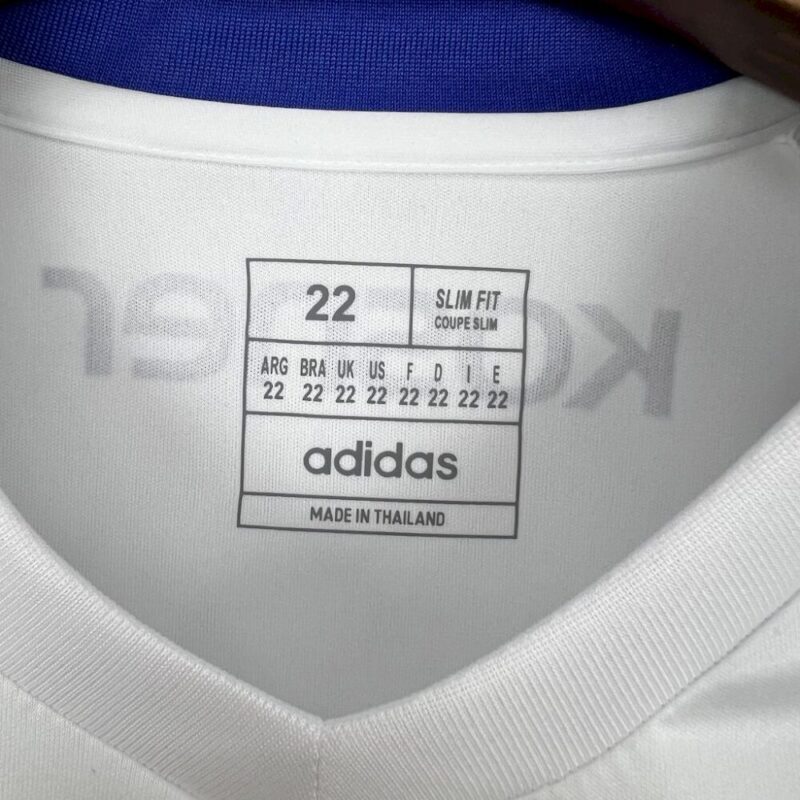 22
SLIM FIT
COUPE SLIM
ARG BRA UK US F D I E
22 22 22 22 22 22 22 22
adidas
MADE IN THAILAND